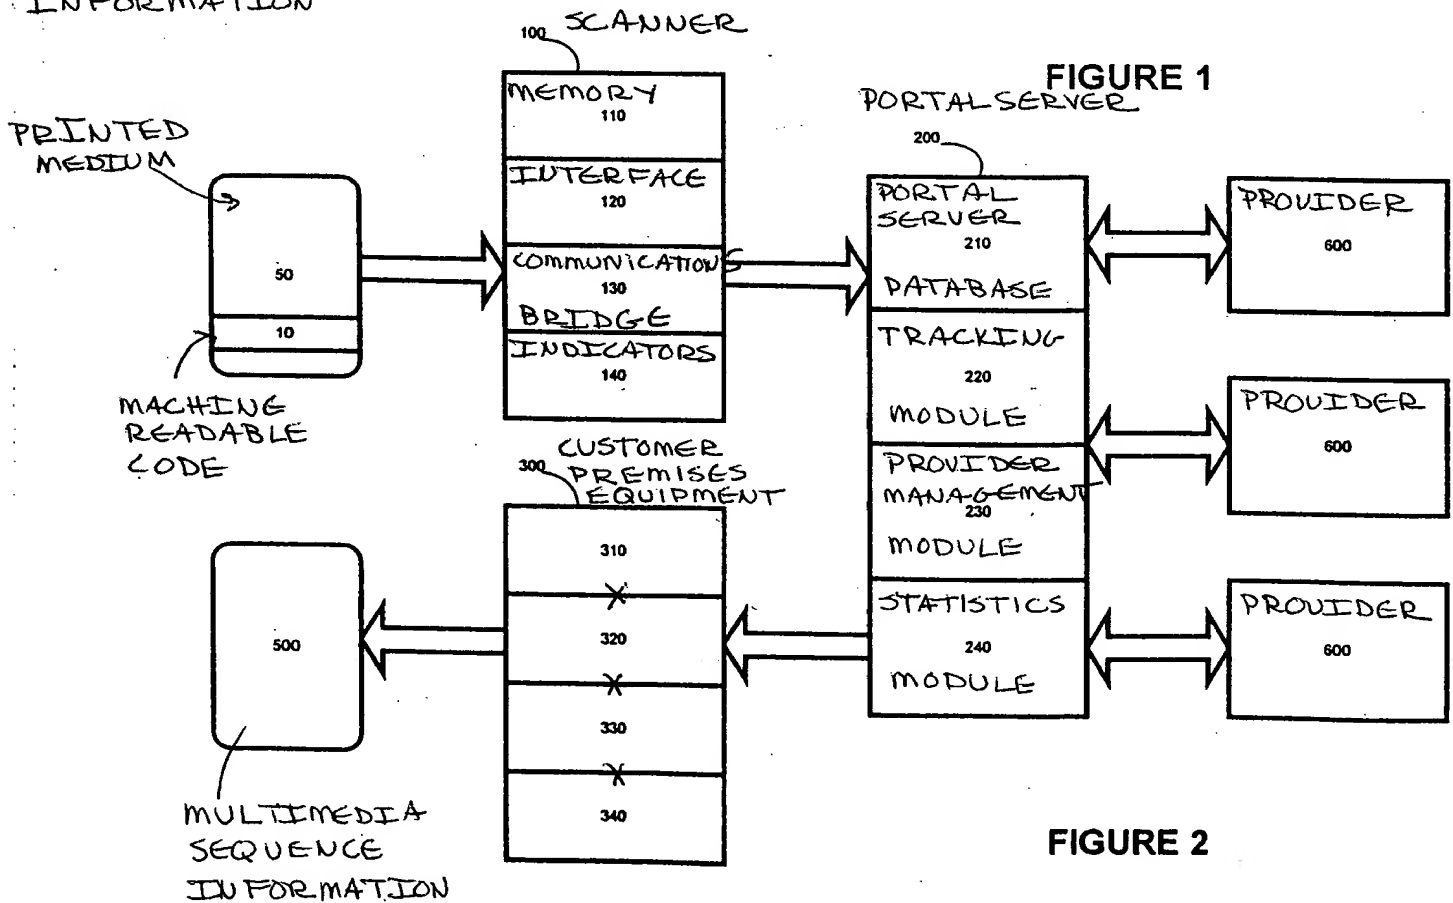 INFORMATION
SCANNER
100
FIGURE 1
PORTAL SERVER
200
PRINTED
MEDIUM
50
10
MACHINE
READABLE
CODE
MEMORY
110
INTERFACE
120
COMMUNICATIONS
130
BRIDGE
INDICATORS
140
PORTAL
SERVER
210
DATABASE
TRACKING
220
MODULE
PROVIDER
MANAGEMENT
230
MODULE
STATISTICS
240
MODULE
PROVIDER
600
PROVIDER
600
PROVIDER
600
CUSTOMER
PREMISES
EQUIPMENT
300
310
320
330
340
500
MULTIMEDIA
SEQUENCE
INFORMATION
FIGURE 2